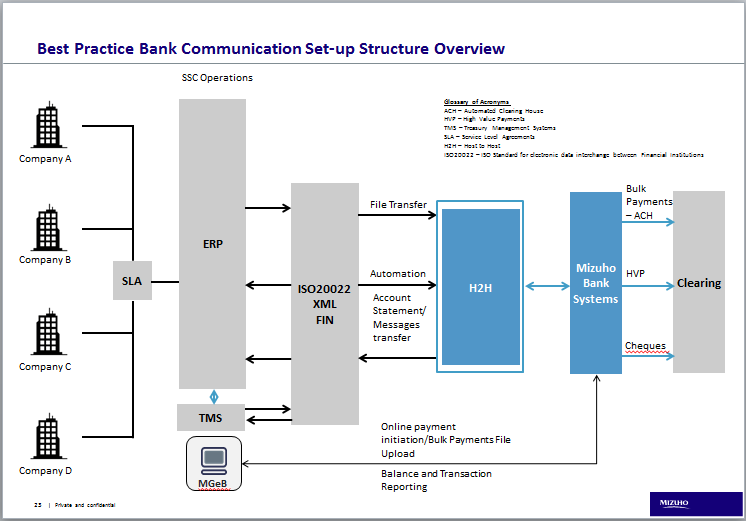 Best Practice Bank Communication Set-up Structure Overview
SSC Operations
Glossary of Acronyms
ACH – Automated Clearing House
HVP – High Value Payments
TMS – Treasury Management Systems
SLA – Service Level Agreements
H2H – Host to Host
ISO20022 – ISO Standard for electronic data interchange between Financial Institutions
Company A
Company B
Company C
Company D
SLA
ERP
TMS
MGeB
ISO20022
XML
FIN
File Transfer
Automation
Account
Statement/
Messages
transfer
H2H
Mizuho
Bank
Systems
Bulk
Payments
– ACH
HVP
Cheques
Clearing
Online payment
initiation/Bulk Payments File
Upload
Balance and Transaction
Reporting
23 | Private and confidential
MIZUHO